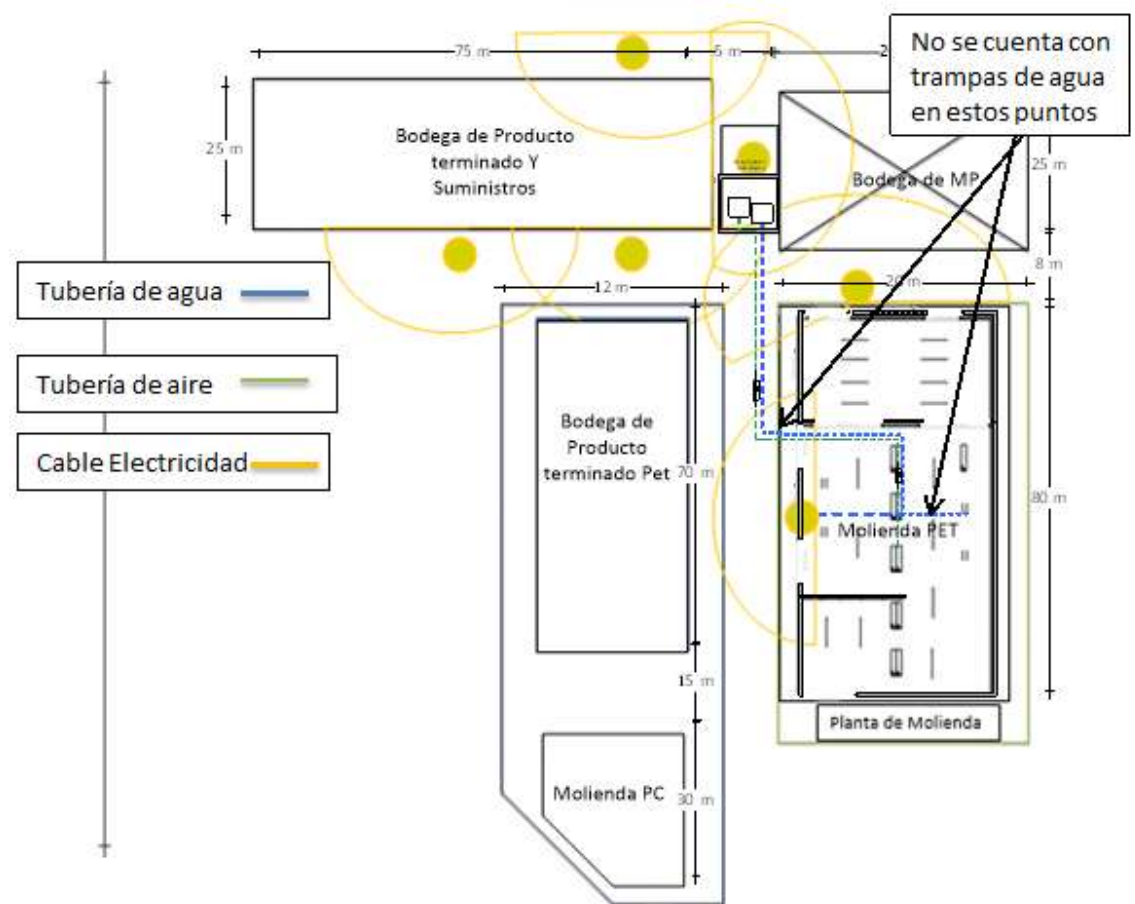 75 m
5 m
2
No se cuenta con
trampas de agua
en estos puntos
25 m
Bodega de Producto
terminado Y
Suministros
25 m
Bodega de MP
8 m
Tubería de agua
12 m
Tubería de aire
Cable Electricidad
Bodega de
Producto
terminado Pet
70 m
80 m
Molienda PET
15 m
Planta de Molienda
Molienda PC
30 m